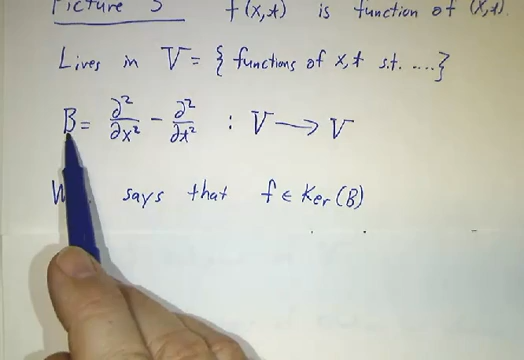 Picture 3 f(x,t) is function of (x,t).
Lives in V = { functions of x,t s.t. ....}
B = ∂²/∂x² - ∂²/∂t² : V → V
says that f ∈ Ker(B)